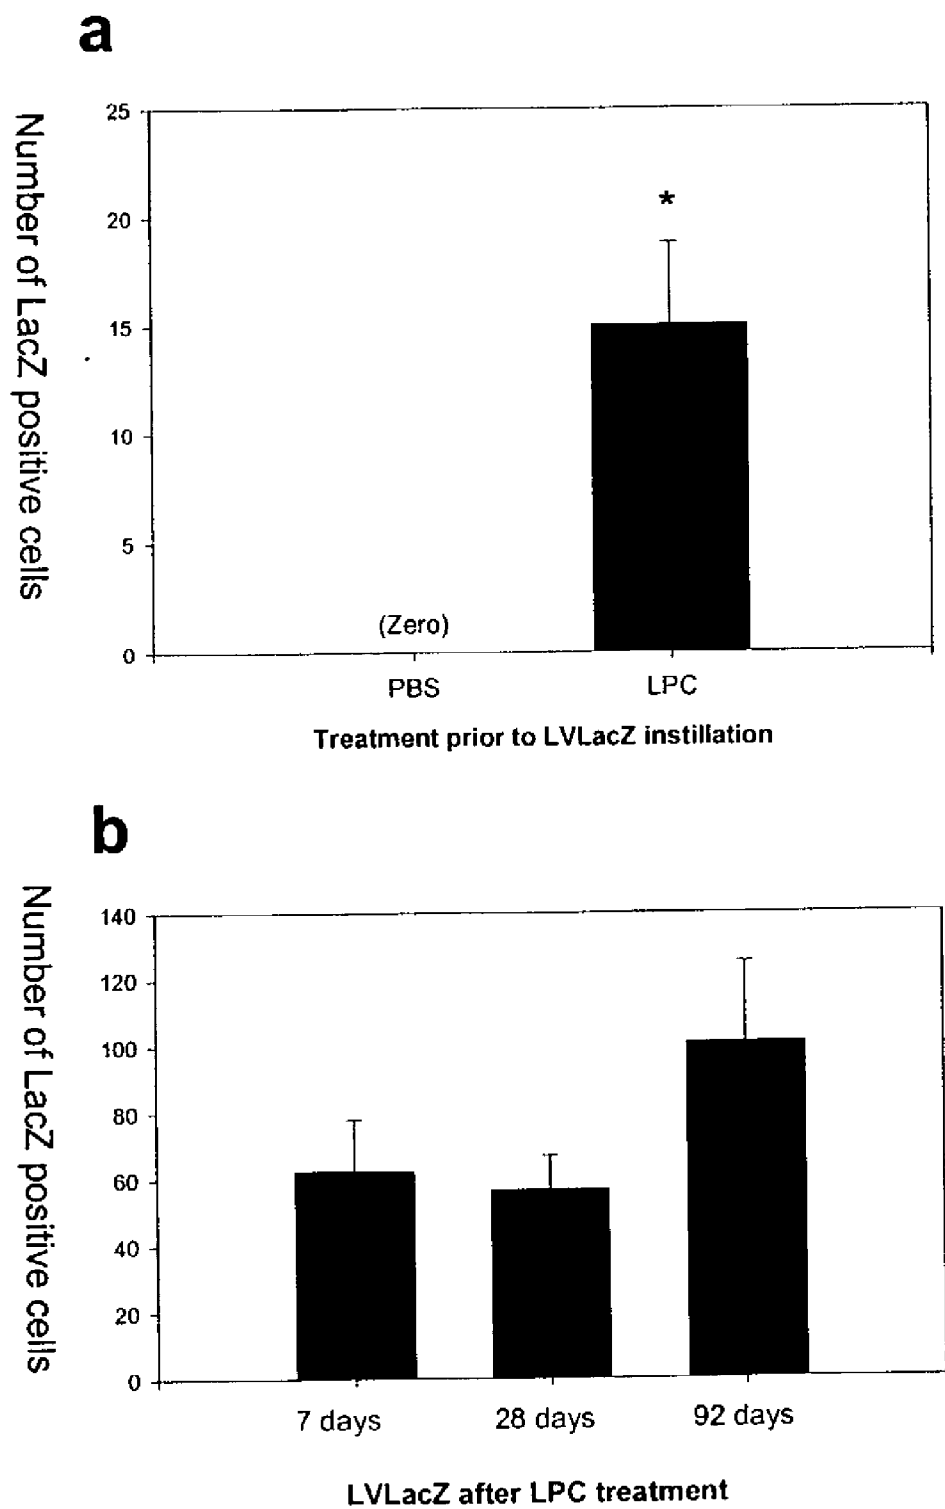 a
Number of LacZ positive cells
25
20
15
10
5
0
*
(Zero)
PBS LPC
Treatment prior to LVLacZ instillation
b
Number of LacZ positive cells
140
120
100
80
60
40
20
0
7 days 28 days 92 days
LVLacZ after LPC treatment